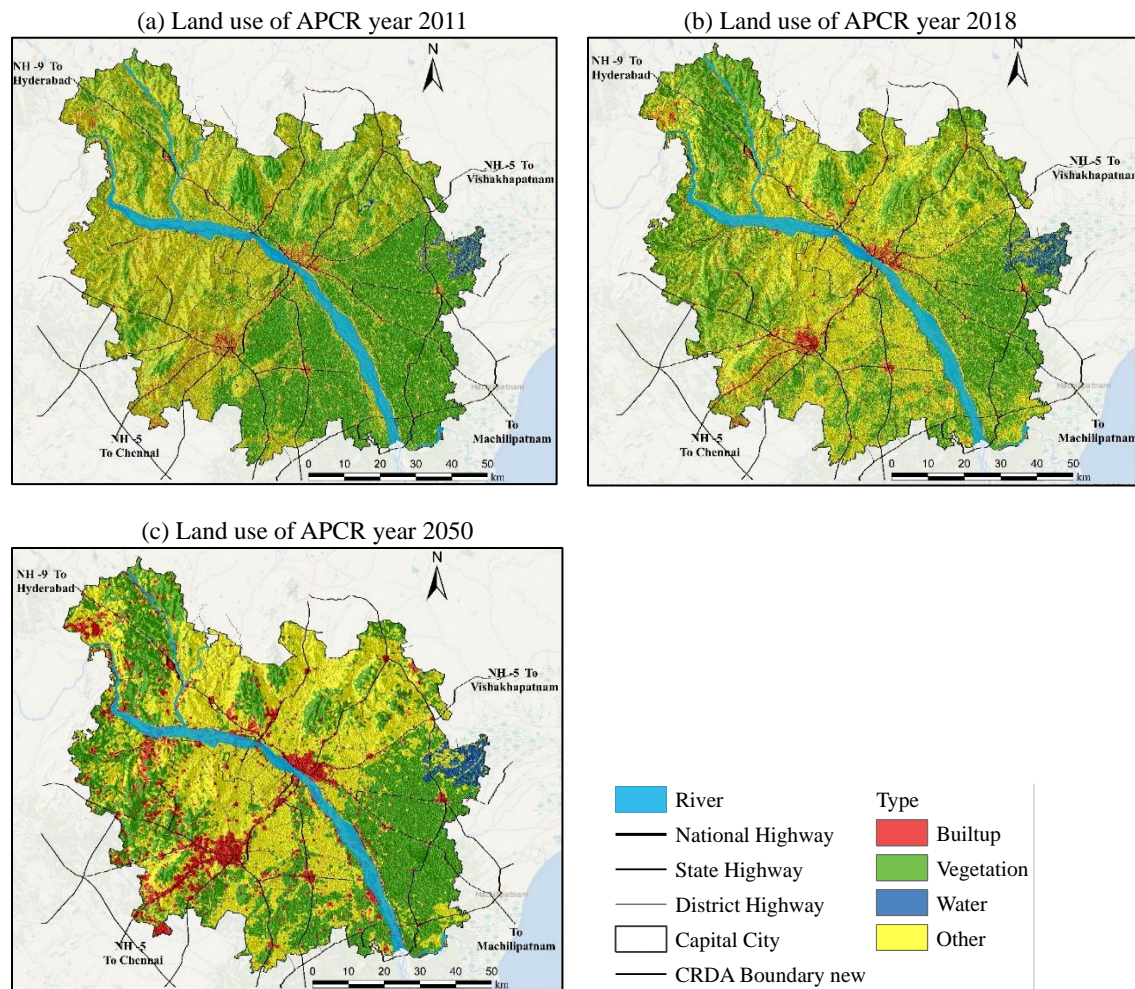 (a) Land use of APCR year 2011
N
NH -9 To
Hyderabad
NH -5 To
Vishakhapatnam
Machilipatnam
To
Machilipatnam
NH -5
To Chennai
0 10 20 30 40 50
km
(b) Land use of APCR year 2018
N
NH -9 To
Hyderabad
NH -5 To
Vishakhapatnam
Machilipatnam
To
Machilipatnam
NH -5
To Chennai
0 10 20 30 40 50
km
(c) Land use of APCR year 2050
N
NH -9 To
Hyderabad
NH -5 To
Vishakhapatnam
Machilipatnam
To
Machilipatnam
NH -5
To Chennai
0 10 20 30 40 50
km
River
National Highway
State Highway
District Highway
Capital City
CRDA Boundary new
Type
Builtup
Vegetation
Water
Other